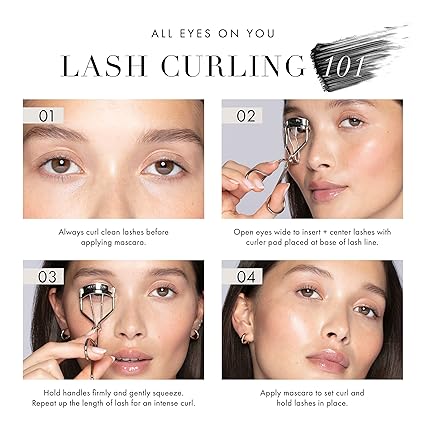 ALL EYES ON YOU
LASH CURLING 101
01
02
Always curl clean lashes before
applying mascara.
Open eyes wide to insert + center lashes with
curler pad placed at base of lash line.
03
04
Hold handles firmly and gently squeeze.
Repeat up the length of lash for an intense curl.
Apply mascara to set curl and
hold lashes in place.